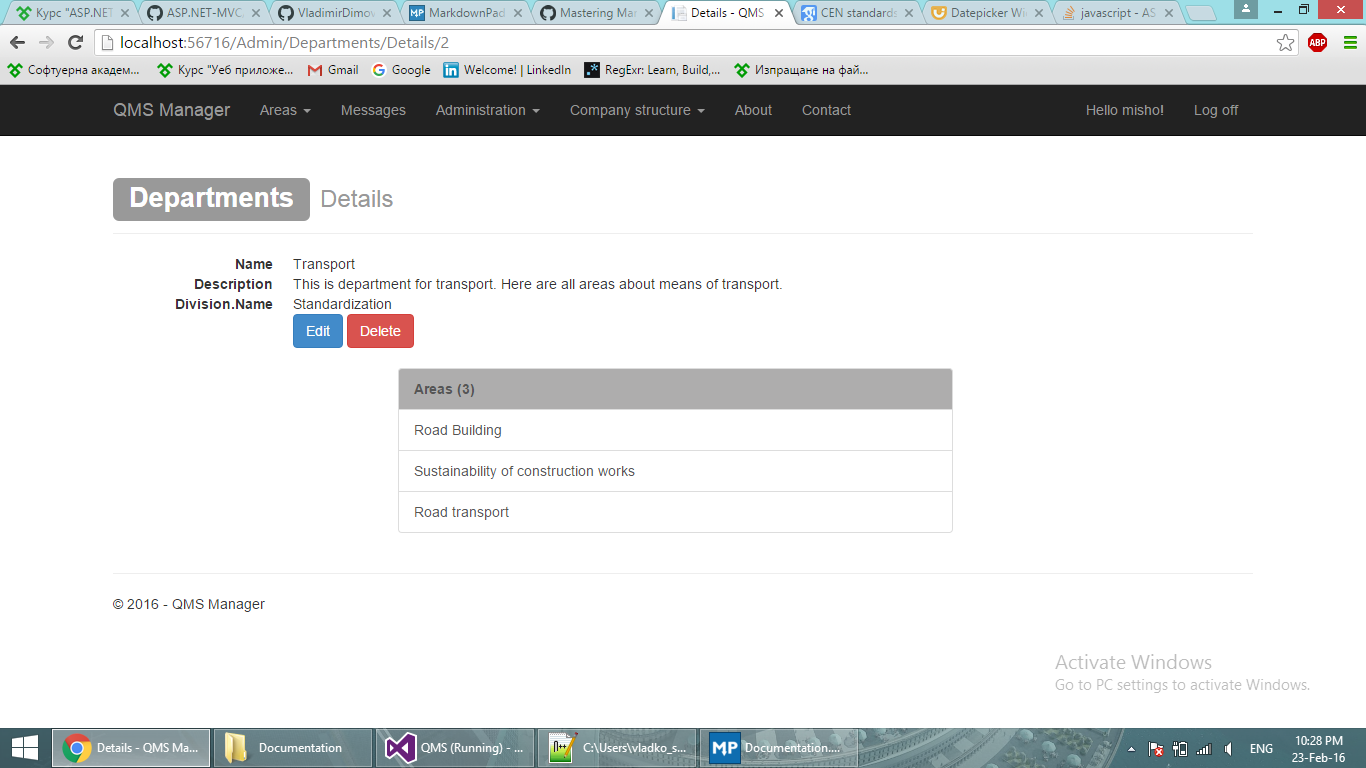 Курс "ASP.NET
ASP.NET-MVC
VladimirDimov
MarkdownPad
Mastering Mar
Details - QMS
CEN standards
Datepicker Wi
javascript - AS
localhost:56716/Admin/Departments/Details/2
ABP
Софтуерна академ...
Курс "Уеб приложе...
Gmail
Google
Welcome! | LinkedIn
RegExr: Learn, Build,...
Изпращане на фай...
QMS Manager
Areas
Messages
Administration
Company structure
About
Contact
Hello misho!
Log off
Departments Details
Name Transport
Description This is department for transport. Here are all areas about means of transport.
Division.Name Standardization
Edit Delete
Areas (3)
Road Building
Sustainability of construction works
Road transport
© 2016 - QMS Manager
Activate Windows
Go to PC settings to activate Windows.
Details - QMS Ma...
Documentation
QMS (Running) - ...
C:\Users\vladko_s...
MP Documentation....
ENG
10:28 PM
23-Feb-16